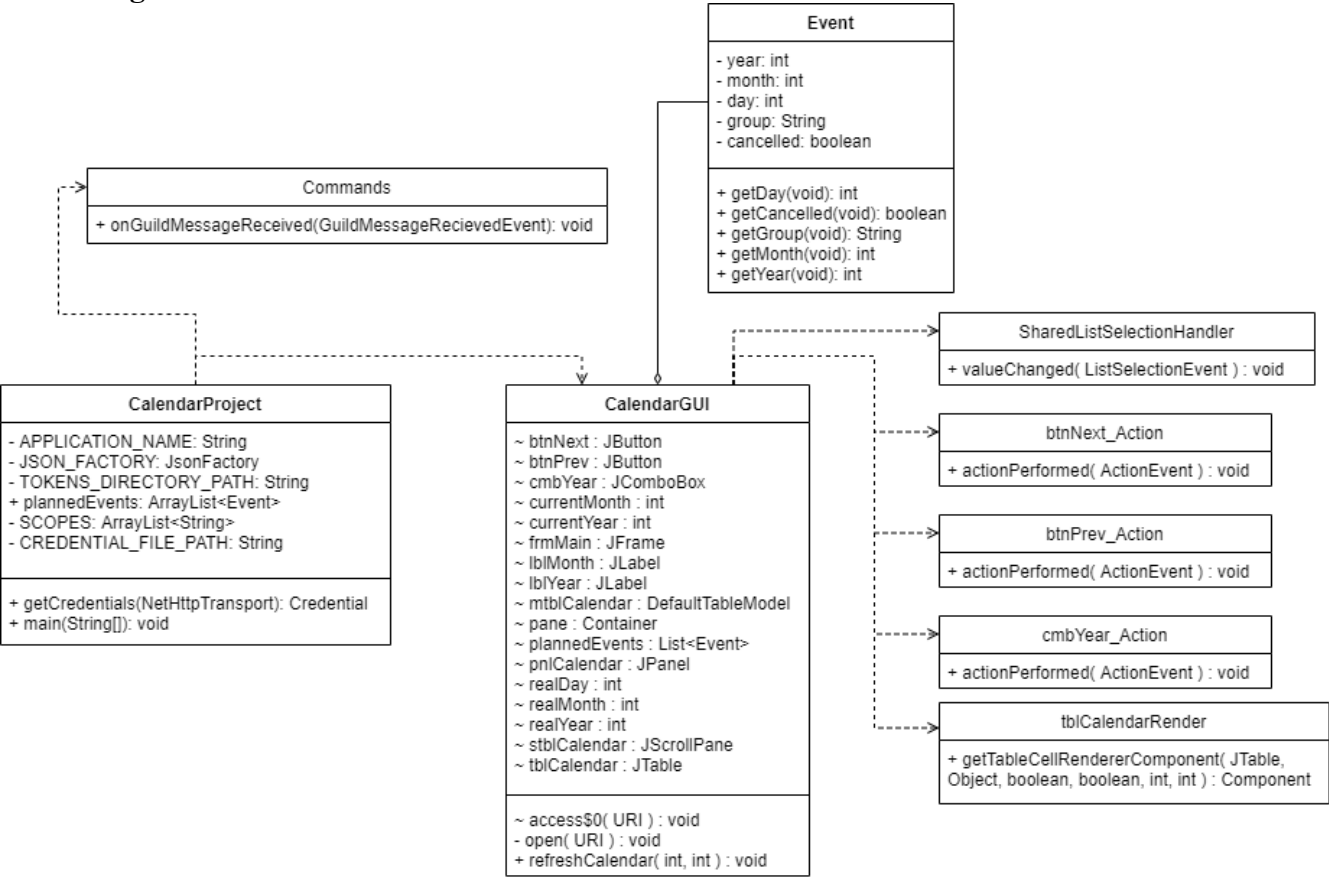 Event
- year: int
- month: int
- day: int
- group: String
- cancelled: boolean
+ getDay(void): int
+ getCancelled(void): boolean
+ getGroup(void): String
+ getMonth(void): int
+ getYear(void): int
Commands
+ onGuildMessageReceived(GuildMessageRecievedEvent): void
SharedListSelectionHandler
+ valueChanged( ListSelectionEvent ) : void
CalendarProject
- APPLICATION_NAME: String
- JSON_FACTORY: JsonFactory
- TOKENS_DIRECTORY_PATH: String
+ plannedEvents: ArrayList<Event>
- SCOPES: ArrayList<String>
- CREDENTIAL_FILE_PATH: String
+ getCredentials(NetHttpTransport): Credential
+ main(String[]): void
CalendarGUI
~ btnNext : JButton
~ btnPrev : JButton
~ cmbYear : JComboBox
~ currentMonth : int
~ currentYear : int
~ frmMain : JFrame
~ lblMonth : JLabel
~ lblYear : JLabel
~ mtblCalendar : DefaultTableModel
~ pane : Container
~ plannedEvents : List<Event>
~ pnlCalendar : JPanel
~ realDay : int
~ realMonth : int
~ realYear : int
~ stblCalendar : JScrollPane
~ tblCalendar : JTable
~ access$0( URI ) : void
- open( URI ) : void
+ refreshCalendar( int, int ) : void
btnNext_Action
+ actionPerformed( ActionEvent ) : void
btnPrev_Action
+ actionPerformed( ActionEvent ) : void
cmbYear_Action
+ actionPerformed( ActionEvent ) : void
tblCalendarRender
+ getTableCellRendererComponent( JTable,
Object, boolean, boolean, int, int ) : Component